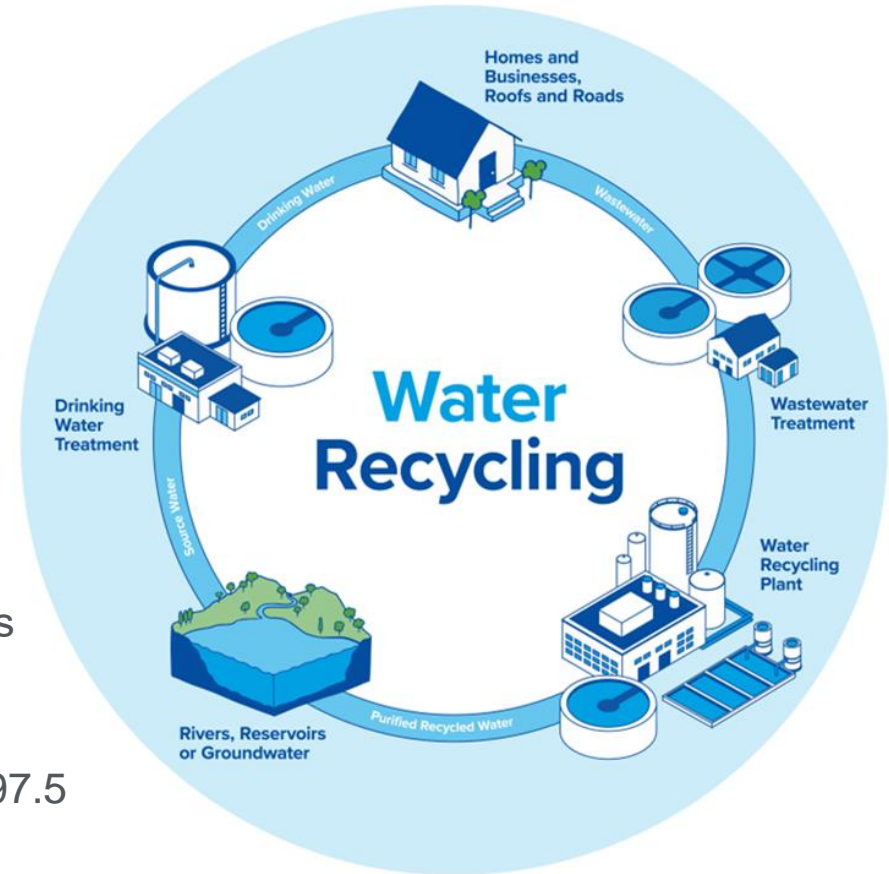 Homes and
Businesses,
Roofs and Roads
Drinking Water
Wastewater
Drinking
Water
Treatment
Water
Recycling
Wastewater
Treatment
Source Water
Water
Recycling
Plant
s
Rivers, Reservoirs
or Groundwater
Purified Recycled Water
97.5